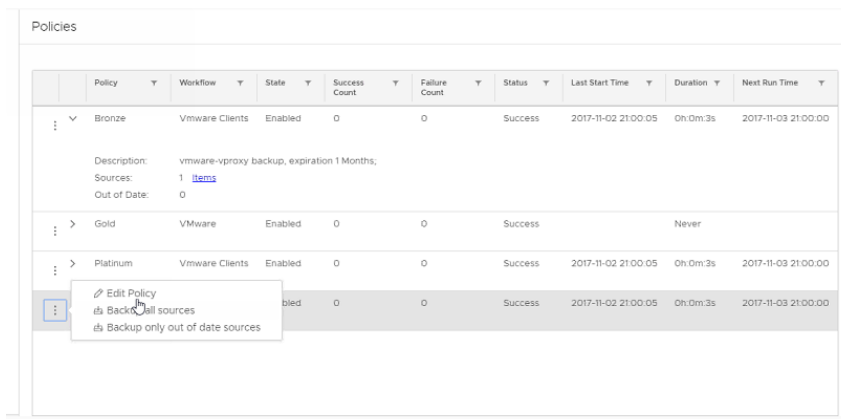 Policies
Policy Workflow State Success Count Failure Count Status Last Start Time Duration Next Run Time
Bronze Vmware Clients Enabled 0 0 Success 2017-11-02 21:00:05 0h:0m:3s 2017-11-03 21:00:00
Description: vmware-vproxy backup, expiration 1 Months;
Sources: 1 Items
Out of Date: 0
Gold VMware Enabled 0 0 Success Never
Platinum Vmware Clients Enabled 0 0 Success 2017-11-02 21:00:05 0h:0m:3s 2017-11-03 21:00:00
bled 0 0 Success 2017-11-02 21:00:05 0h:0m:3s 2017-11-03 21:00:00
Edit Policy
Backup all sources
Backup only out of date sources